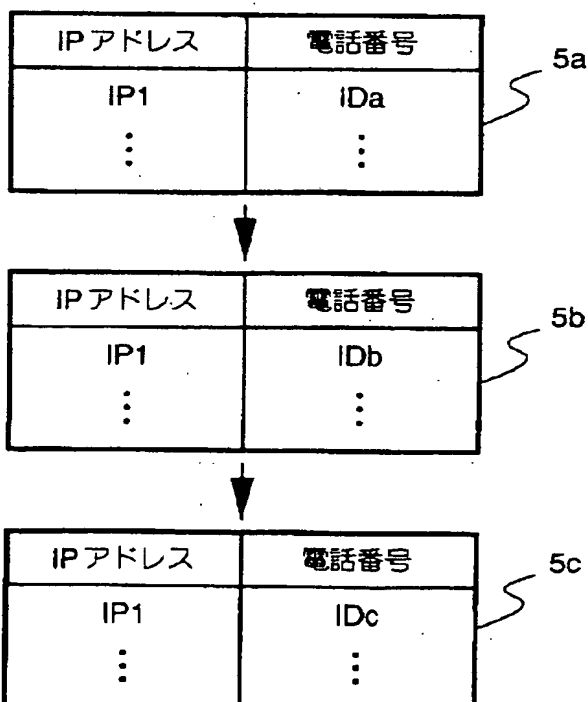 IPアドレス 電話番号
5a
IP1 IDa
⋮ ⋮
IPアドレス 電話番号
5b
IP1 IDb
⋮ ⋮
IPアドレス 電話番号
5c
IP1 IDc
⋮ ⋮